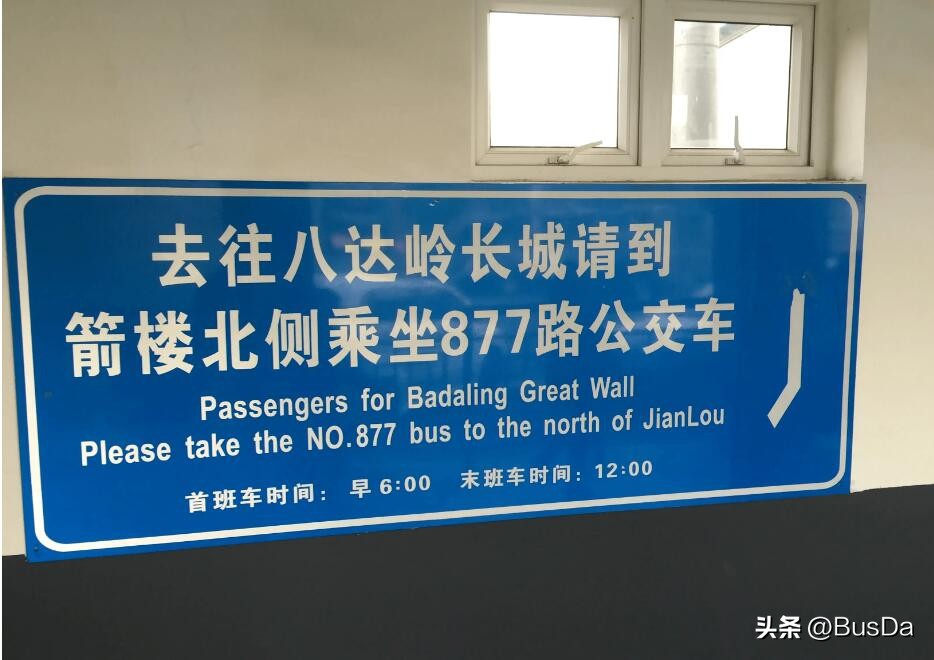 去往八达岭长城请到
箭楼北侧乘坐877路公交车
Passengers for Badaling Great Wall
Please take the NO.877 bus to the north of JianLou
首班车时间： 早6:00 末班车时间：12:00
头条 @BusDa